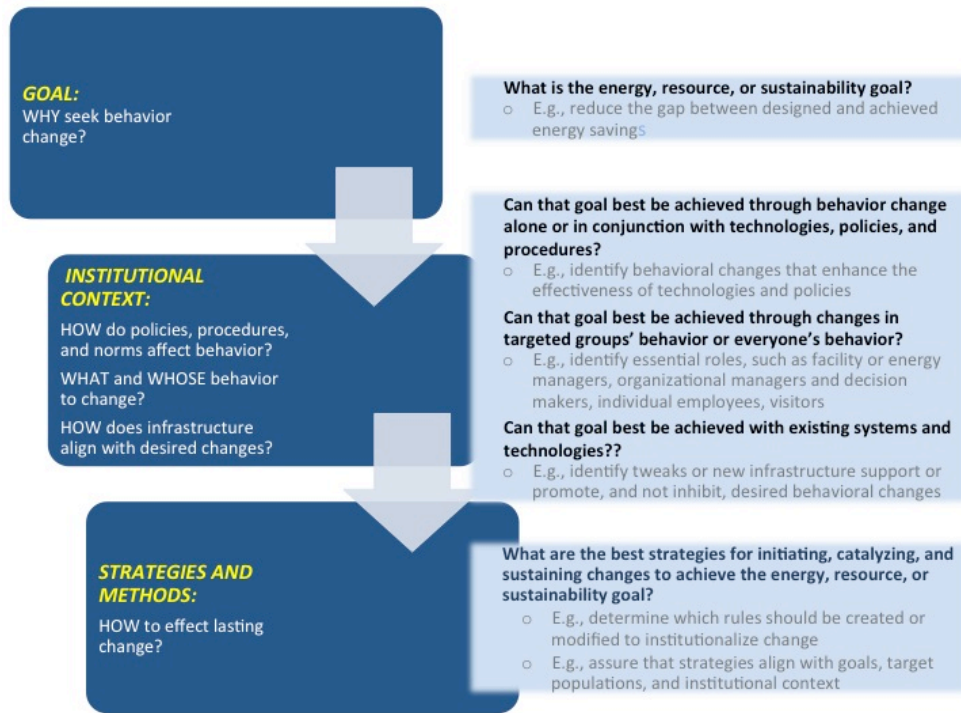 GOAL:
WHY seek behavior
change?
What is the energy, resource, or sustainability goal?
o E.g., reduce the gap between designed and achieved
energy savings
INSTITUTIONAL
CONTEXT:
HOW do policies, procedures,
and norms affect behavior?
WHAT and WHOSE behavior
to change?
HOW does infrastructure
align with desired changes?
Can that goal best be achieved through behavior change
alone or in conjunction with technologies, policies, and
procedures?
o E.g., identify behavioral changes that enhance the
effectiveness of technologies and policies
Can that goal best be achieved through changes in
targeted groups’ behavior or everyone’s behavior?
o E.g., identify essential roles, such as facility or energy
managers, organizational managers and decision
makers, individual employees, visitors
Can that goal best be achieved with existing systems and
technologies??
o E.g., identify tweaks or new infrastructure support or
promote, and not inhibit, desired behavioral changes
STRATEGIES AND
METHODS:
HOW to effect lasting
change?
What are the best strategies for initiating, catalyzing, and
sustaining changes to achieve the energy, resource, or
sustainability goal?
o E.g., determine which rules should be created or
modified to institutionalize change
o E.g., assure that strategies align with goals, target
populations, and institutional context